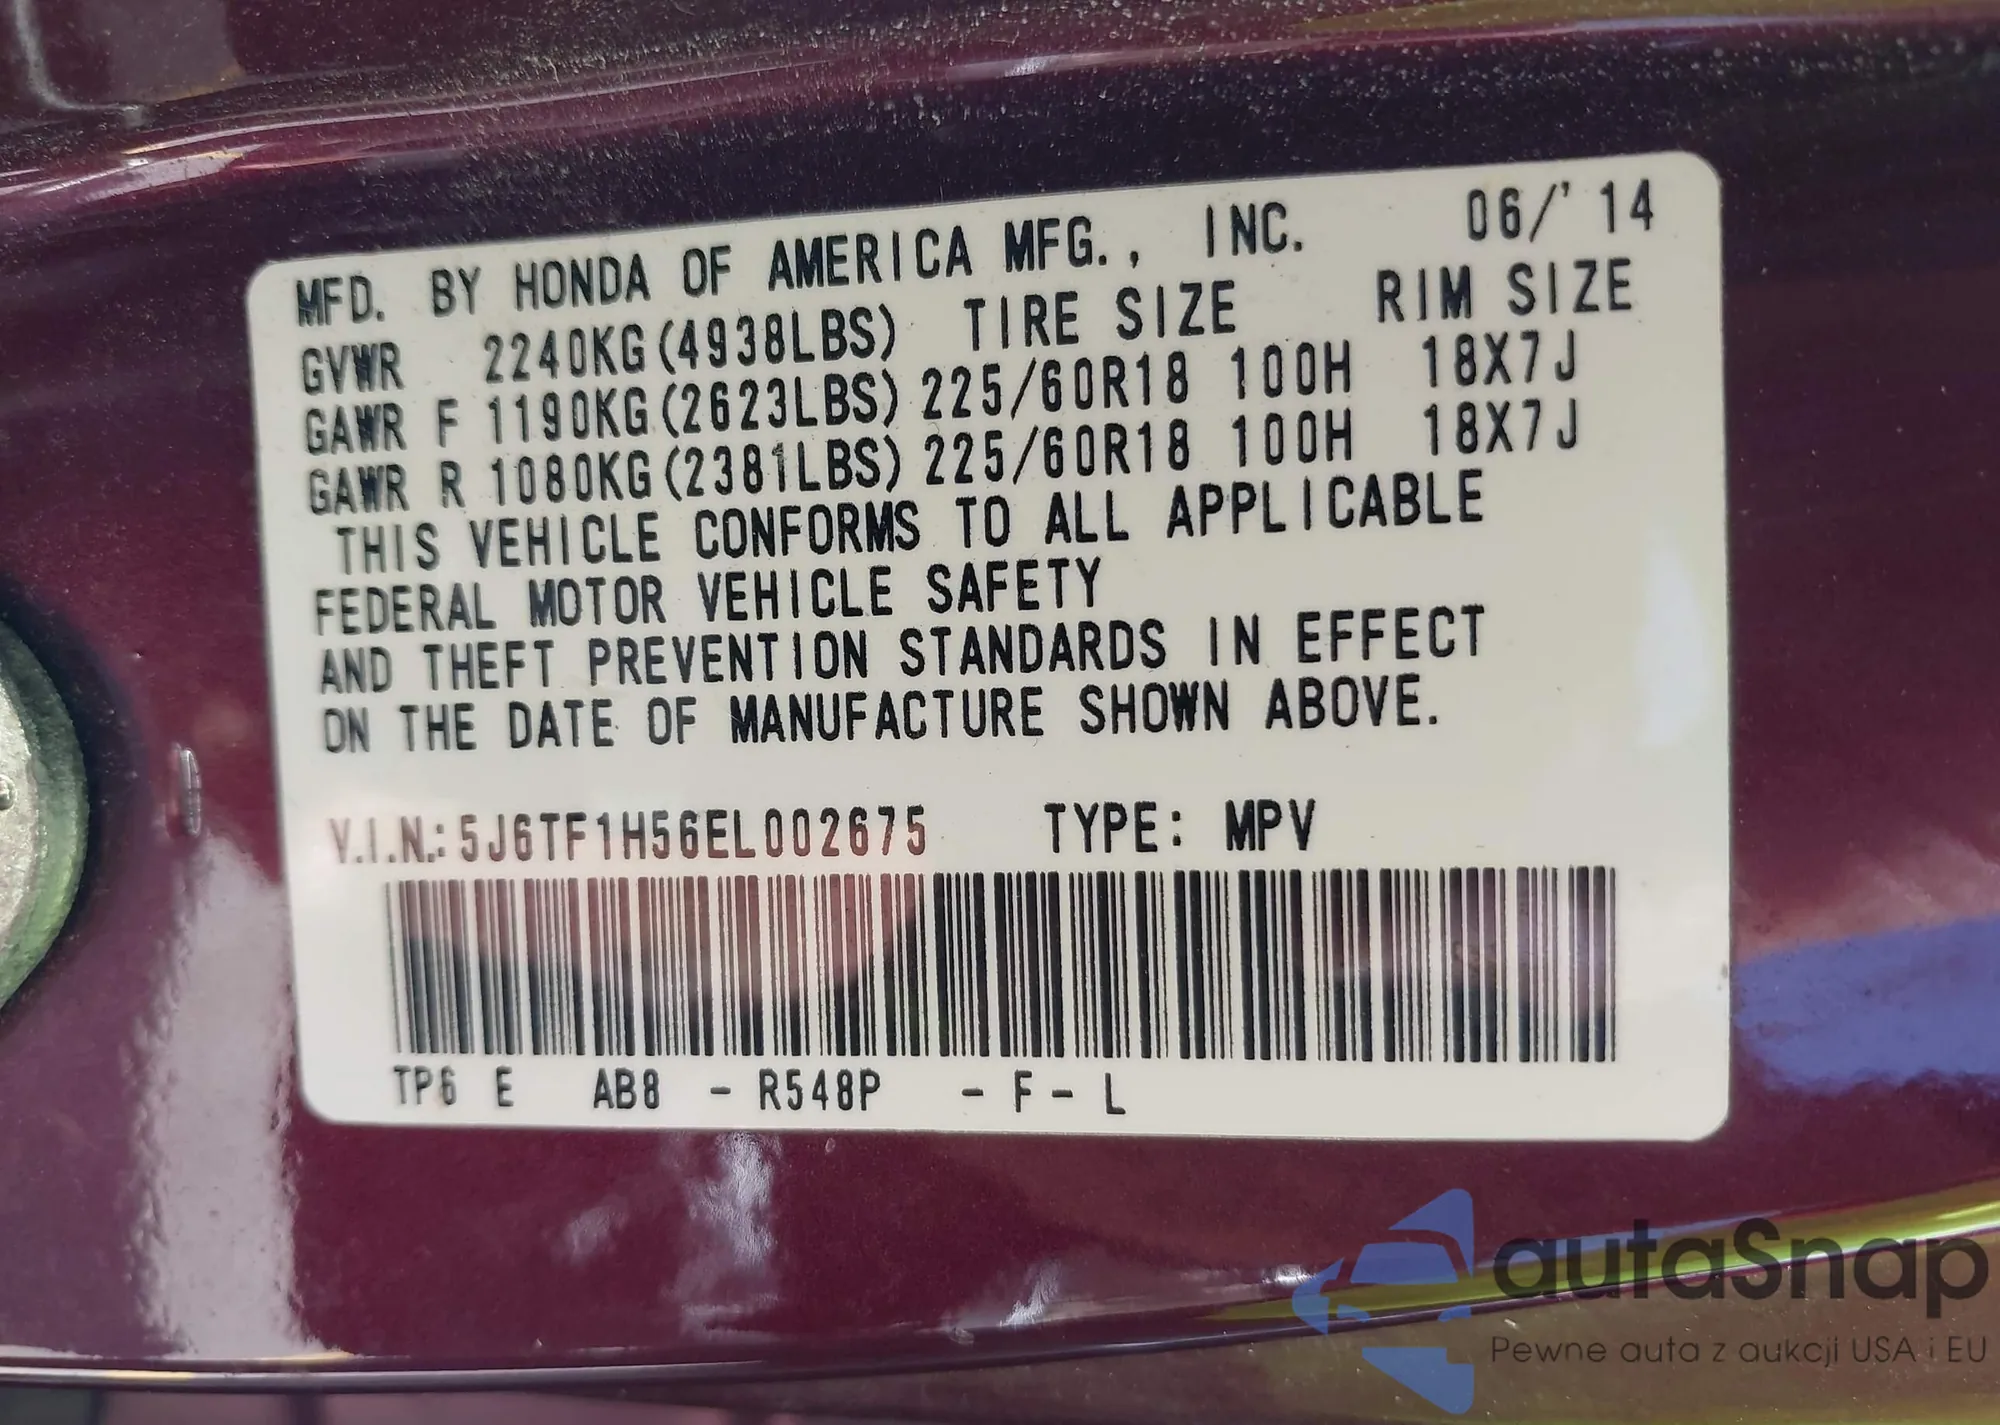 MFD. BY HONDA OF AMERICA MFG., INC. 06/'14
GVWR 2240KG(4938LBS) TIRE SIZE RIM SIZE
GAWR F 1190KG(2623LBS) 225/60R18 100H 18X7J
GAWR R 1080KG(2381LBS) 225/60R18 100H 18X7J
THIS VEHICLE CONFORMS TO ALL APPLICABLE
FEDERAL MOTOR VEHICLE SAFETY
AND THEFT PREVENTION STANDARDS IN EFFECT
ON THE DATE OF MANUFACTURE SHOWN ABOVE.
V.I.N.: 5J6TF1H56EL002675 TYPE: MPV
TP6 E AB8 - R548P - F - L
autaSnap
Pewne auta z aukcji USA i EU